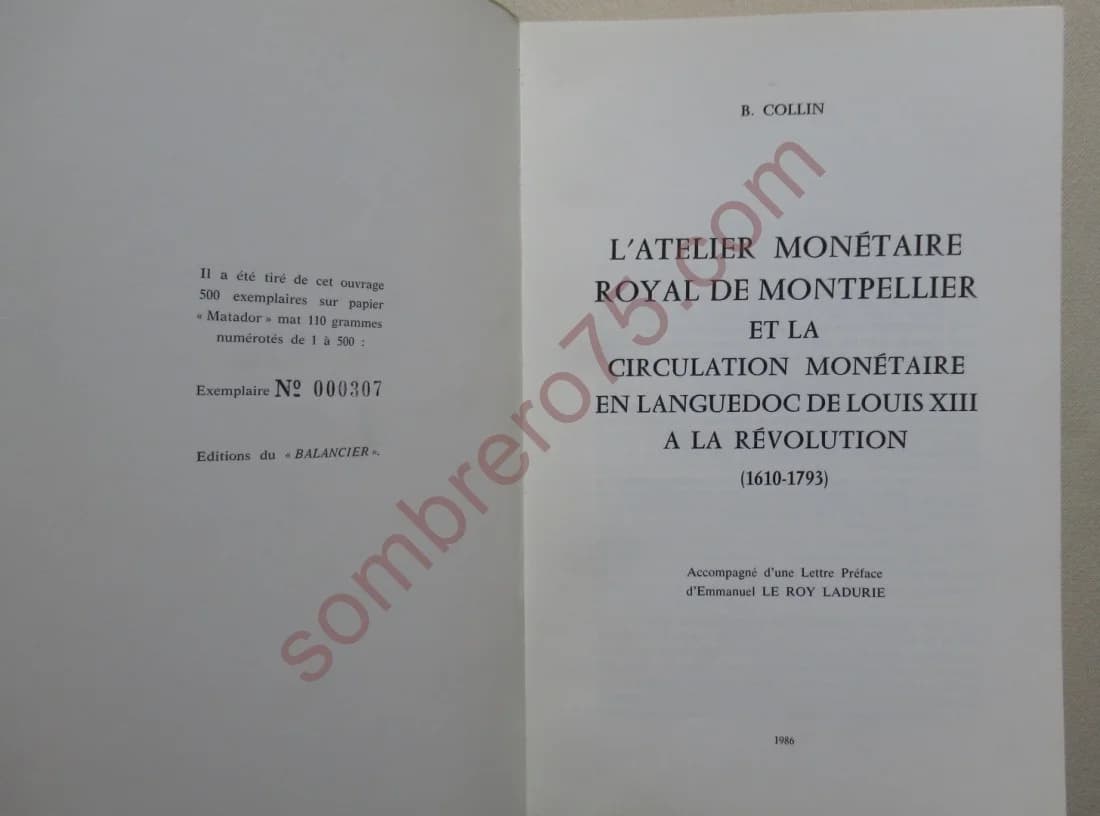 Il a été tiré de cet ouvrage
500 exemplaires sur papier
« Matador » mat 110 grammes
numérotés de 1 à 500 :
Exemplaire Nº 000307
Editions du « BALANCIER ».
B. COLLIN
L'ATELIER MONÉTAIRE
ROYAL DE MONTPELLIER
ET LA
CIRCULATION MONÉTAIRE
EN LANGUEDOC DE LOUIS XIII
A LA RÉVOLUTION
(1610-1793)
Accompagné d'une Lettre Préface
d'Emmanuel LE ROY LADURIE
1986
sombrero75.com